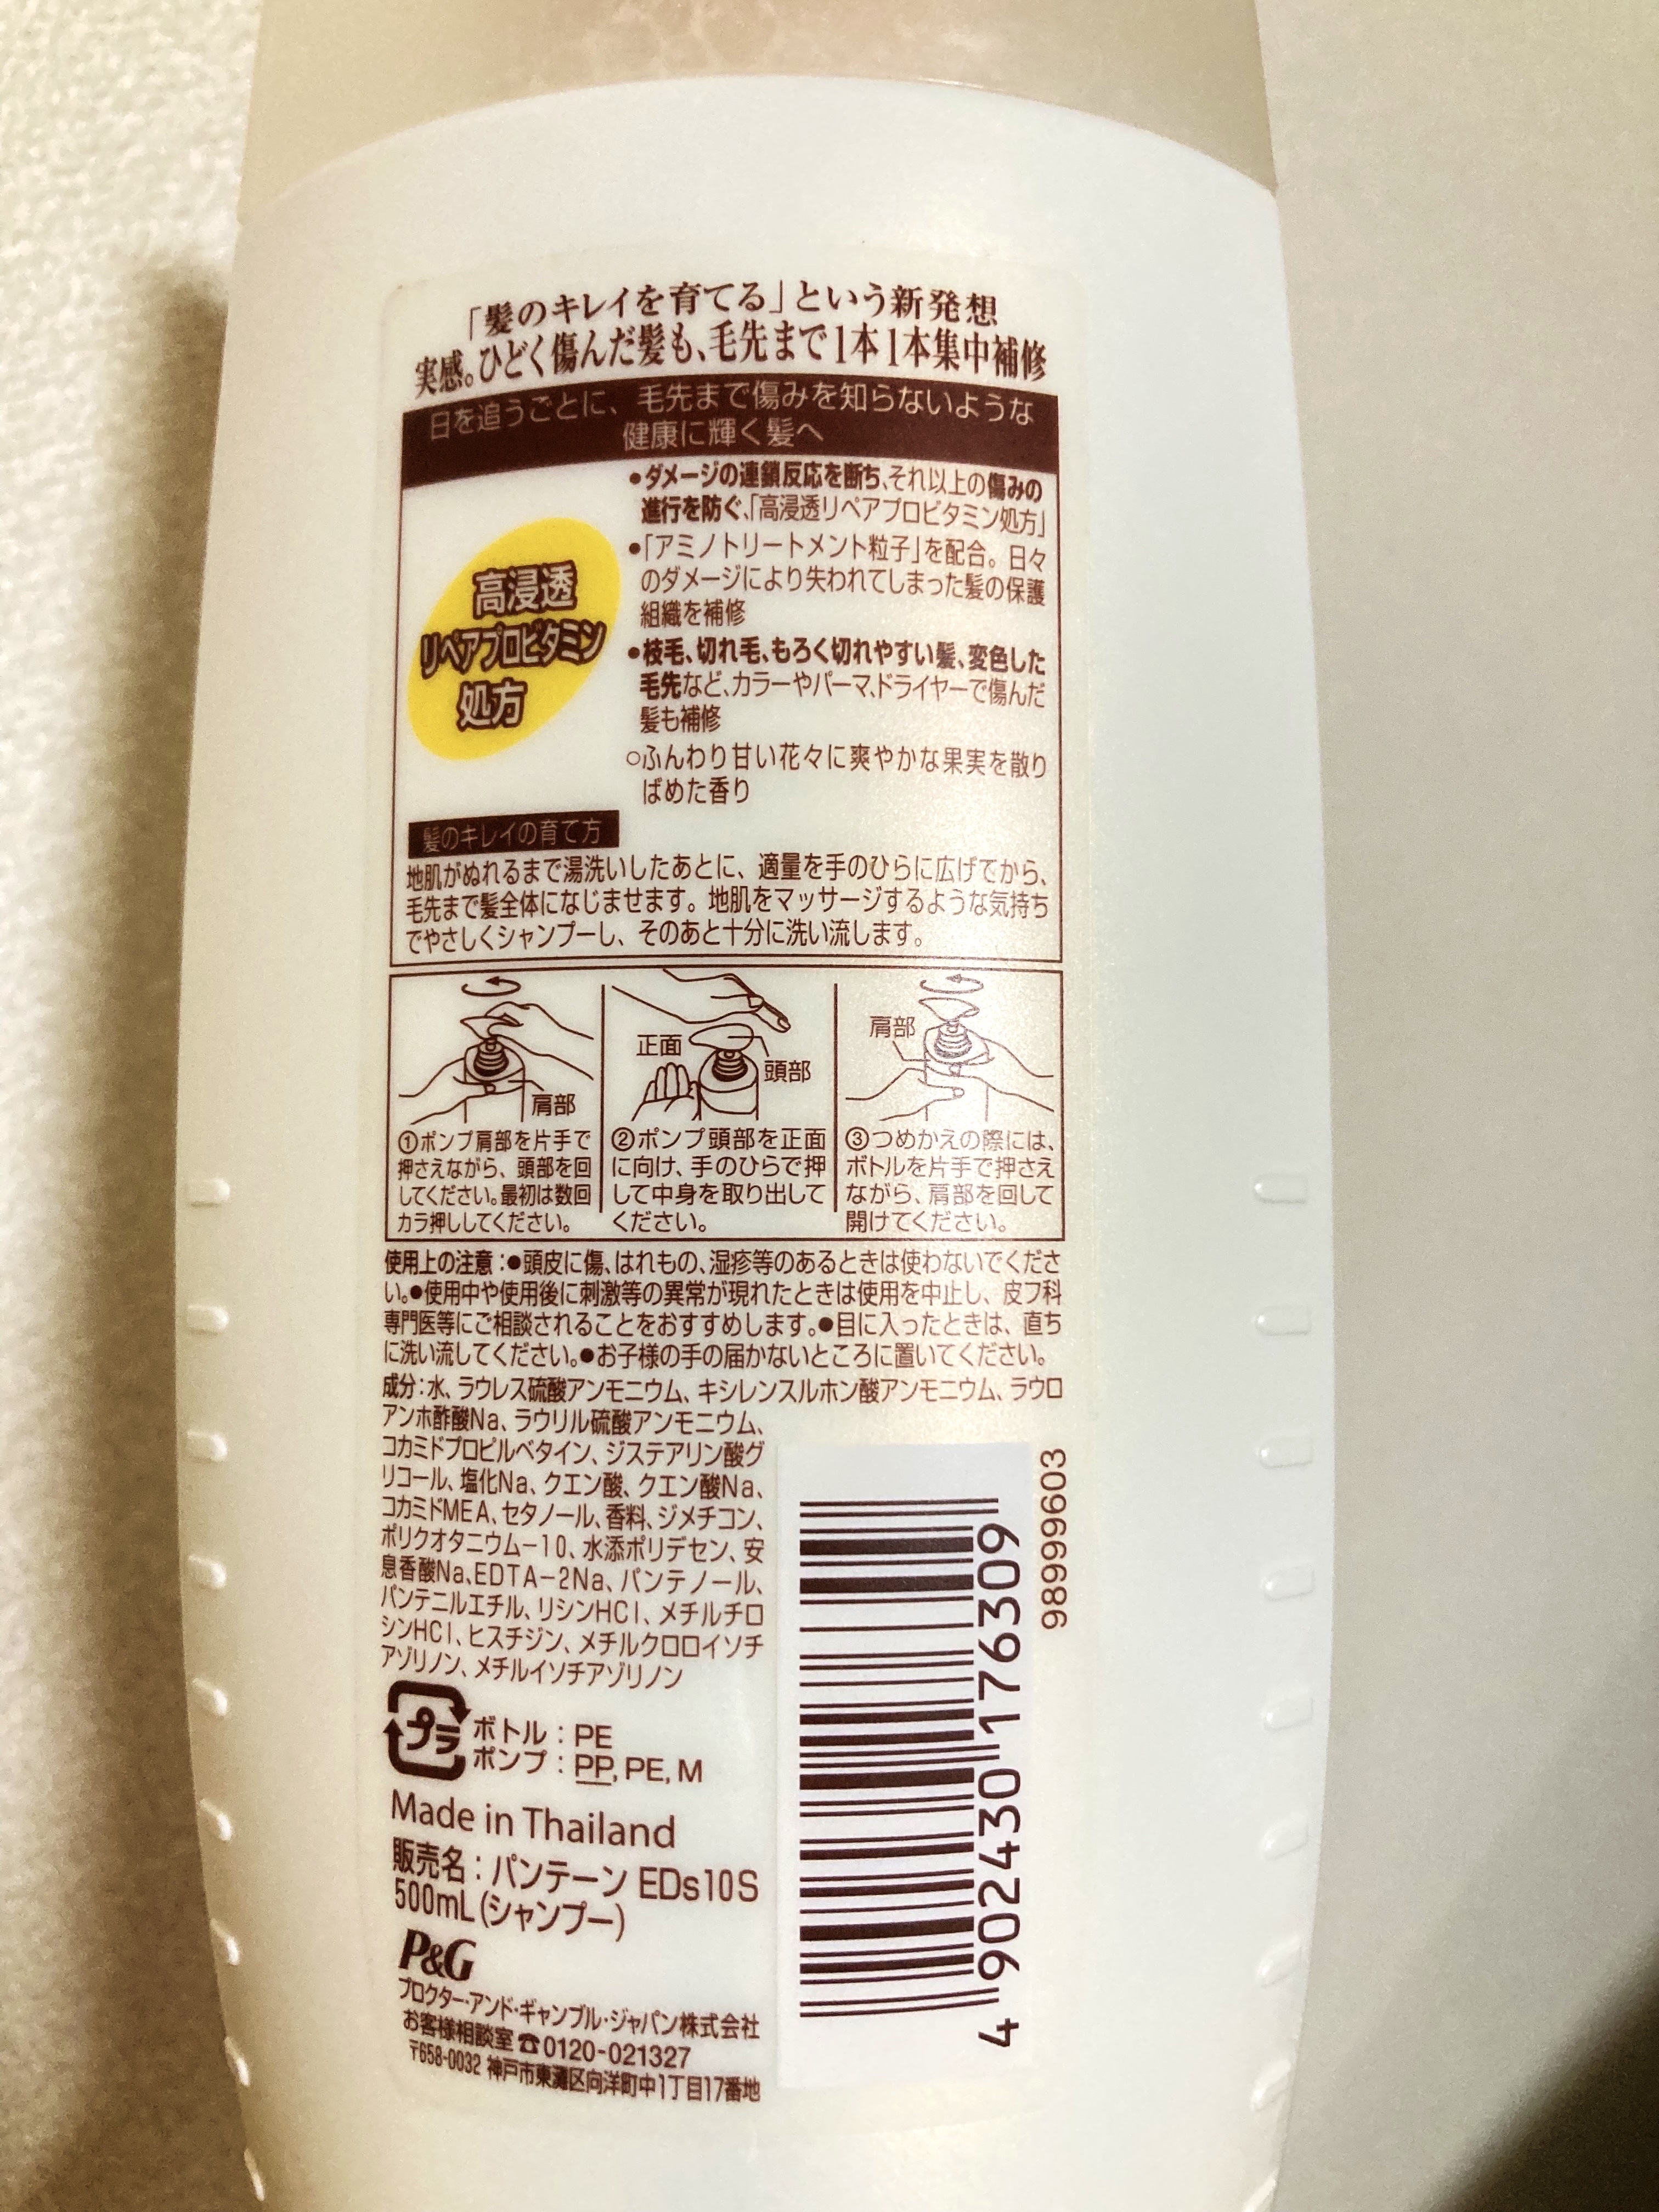 「髪のキレイを育てる」という新発想
実感。ひどく傷んだ髪も、毛先まで1本1本集中補修
日を追うごとに、毛先まで傷みを知らないような
健康に輝く髪へ
高浸透
リペアプロビタミン
処方
●ダメージの連鎖反応を断ち、それ以上の傷みの
進行を防ぐ、「高浸透リペアプロビタミン処方」
●「アミノトリートメント粒子」を配合。日々
のダメージにより失われてしまった髪の保護
組織を補修
●枝毛、切れ毛、もろく切れやすい髪、変色した
毛先など、カラーやパーマ、ドライヤーで傷んだ
髪も補修
○ふんわり甘い花々に爽やかな果実を散り
ばめた香り
髪のキレイの育て方
地肌がぬれるまで湯洗いしたあとに、適量を手のひらに広げてから、
毛先まで髪全体になじませます。地肌をマッサージするような気持ち
でやさしくシャンプーし、そのあと十分に洗い流します。
肩部
①ポンプ肩部を片手で
押さえながら、頭部を回
してください。最初は数回
カラ押ししてください。
正面
頭部
②ポンプ頭部を正面
に向け、手のひらで押
して中身を取り出して
ください。
肩部
③つめかえの際には、
ボトルを片手で押さえ
ながら、肩部を回して
開けてください。
使用上の注意:●頭皮に傷、はれもの、湿疹等のあるときは使わないでくださ
い。●使用中や使用後に刺激等の異常が現れたときは使用を中止し、皮フ科
専門医等にご相談されることをおすすめします。●目に入ったときは、直ち
に洗い流してください。●お子様の手の届かないところに置いてください。
成分:水、ラウレス硫酸アンモニウム、キシレンスルホン酸アンモニウム、ラウロ
アンホ酢酸Na、ラウリル硫酸アンモニウム、
コカミドプロピルベタイン、ジステアリン酸グ
リコール、塩化Na、クエン酸、クエン酸Na、
コカミドMEA、セタノール、香料、ジメチコン、
ポリクオタニウム-10、水添ポリデセン、安
息香酸Na、EDTA-2Na、パンテノール、
パンテニルエチル、リシンHCl、メチルチロ
シンHCl、ヒスチジン、メチルクロロイソチ
アゾリノン、メチルイソチアゾリノン
プラ
ボトル:PE
ポンプ:PP, PE, M
Made in Thailand
販売名:パンテーン EDs10S
500mL(シャンプー)
P&G
プロクター・アンド・ギャンブル・ジャパン株式会社
お客様相談室☎0120-021327
〒658-0032 神戸市東灘区向洋町中1丁目17番地
4 902430 176309
98966903